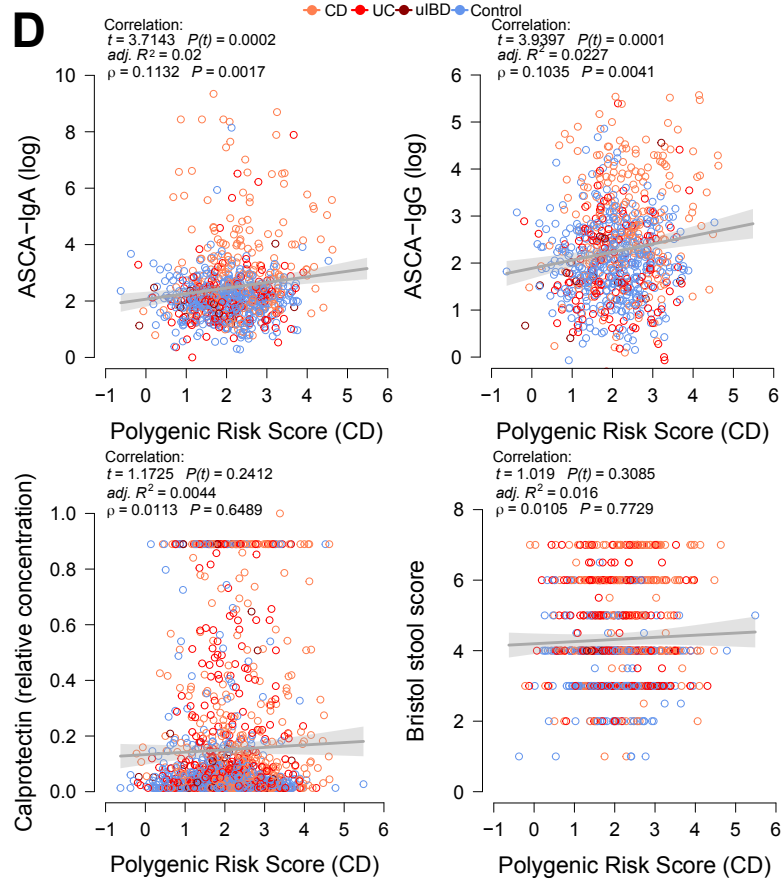 D
CD UC uIBD Control
Correlation:
t = 3.7143 P(t) = 0.0002
adj. R² = 0.02
ρ = 0.1132 P = 0.0017
ASCA−IgA (log)
10
8
6
4
2
0
−1 0 1 2 3 4 5 6
Polygenic Risk Score (CD)
t = 3.9397 P(t) = 0.0001
adj. R² = 0.0227
ρ = 0.1035 P = 0.0041
ASCA−IgG (log)
6
5
4
3
2
1
0
−1 0 1 2 3 4 5 6
Polygenic Risk Score (CD)
Correlation:
t = 1.1725 P(t) = 0.2412
adj. R² = 0.0044
ρ = 0.0113 P = 0.6489
Calprotectin (relative concentration)
1.0
0.8
0.6
0.4
0.2
0.0
−1 0 1 2 3 4 5 6
Polygenic Risk Score (CD)
Correlation:
t = 1.019 P(t) = 0.3085
adj. R² = 0.016
ρ = 0.0105 P = 0.7729
Bristol stool score
8
6
4
2
0
−1 0 1 2 3 4 5 6
Polygenic Risk Score (CD)